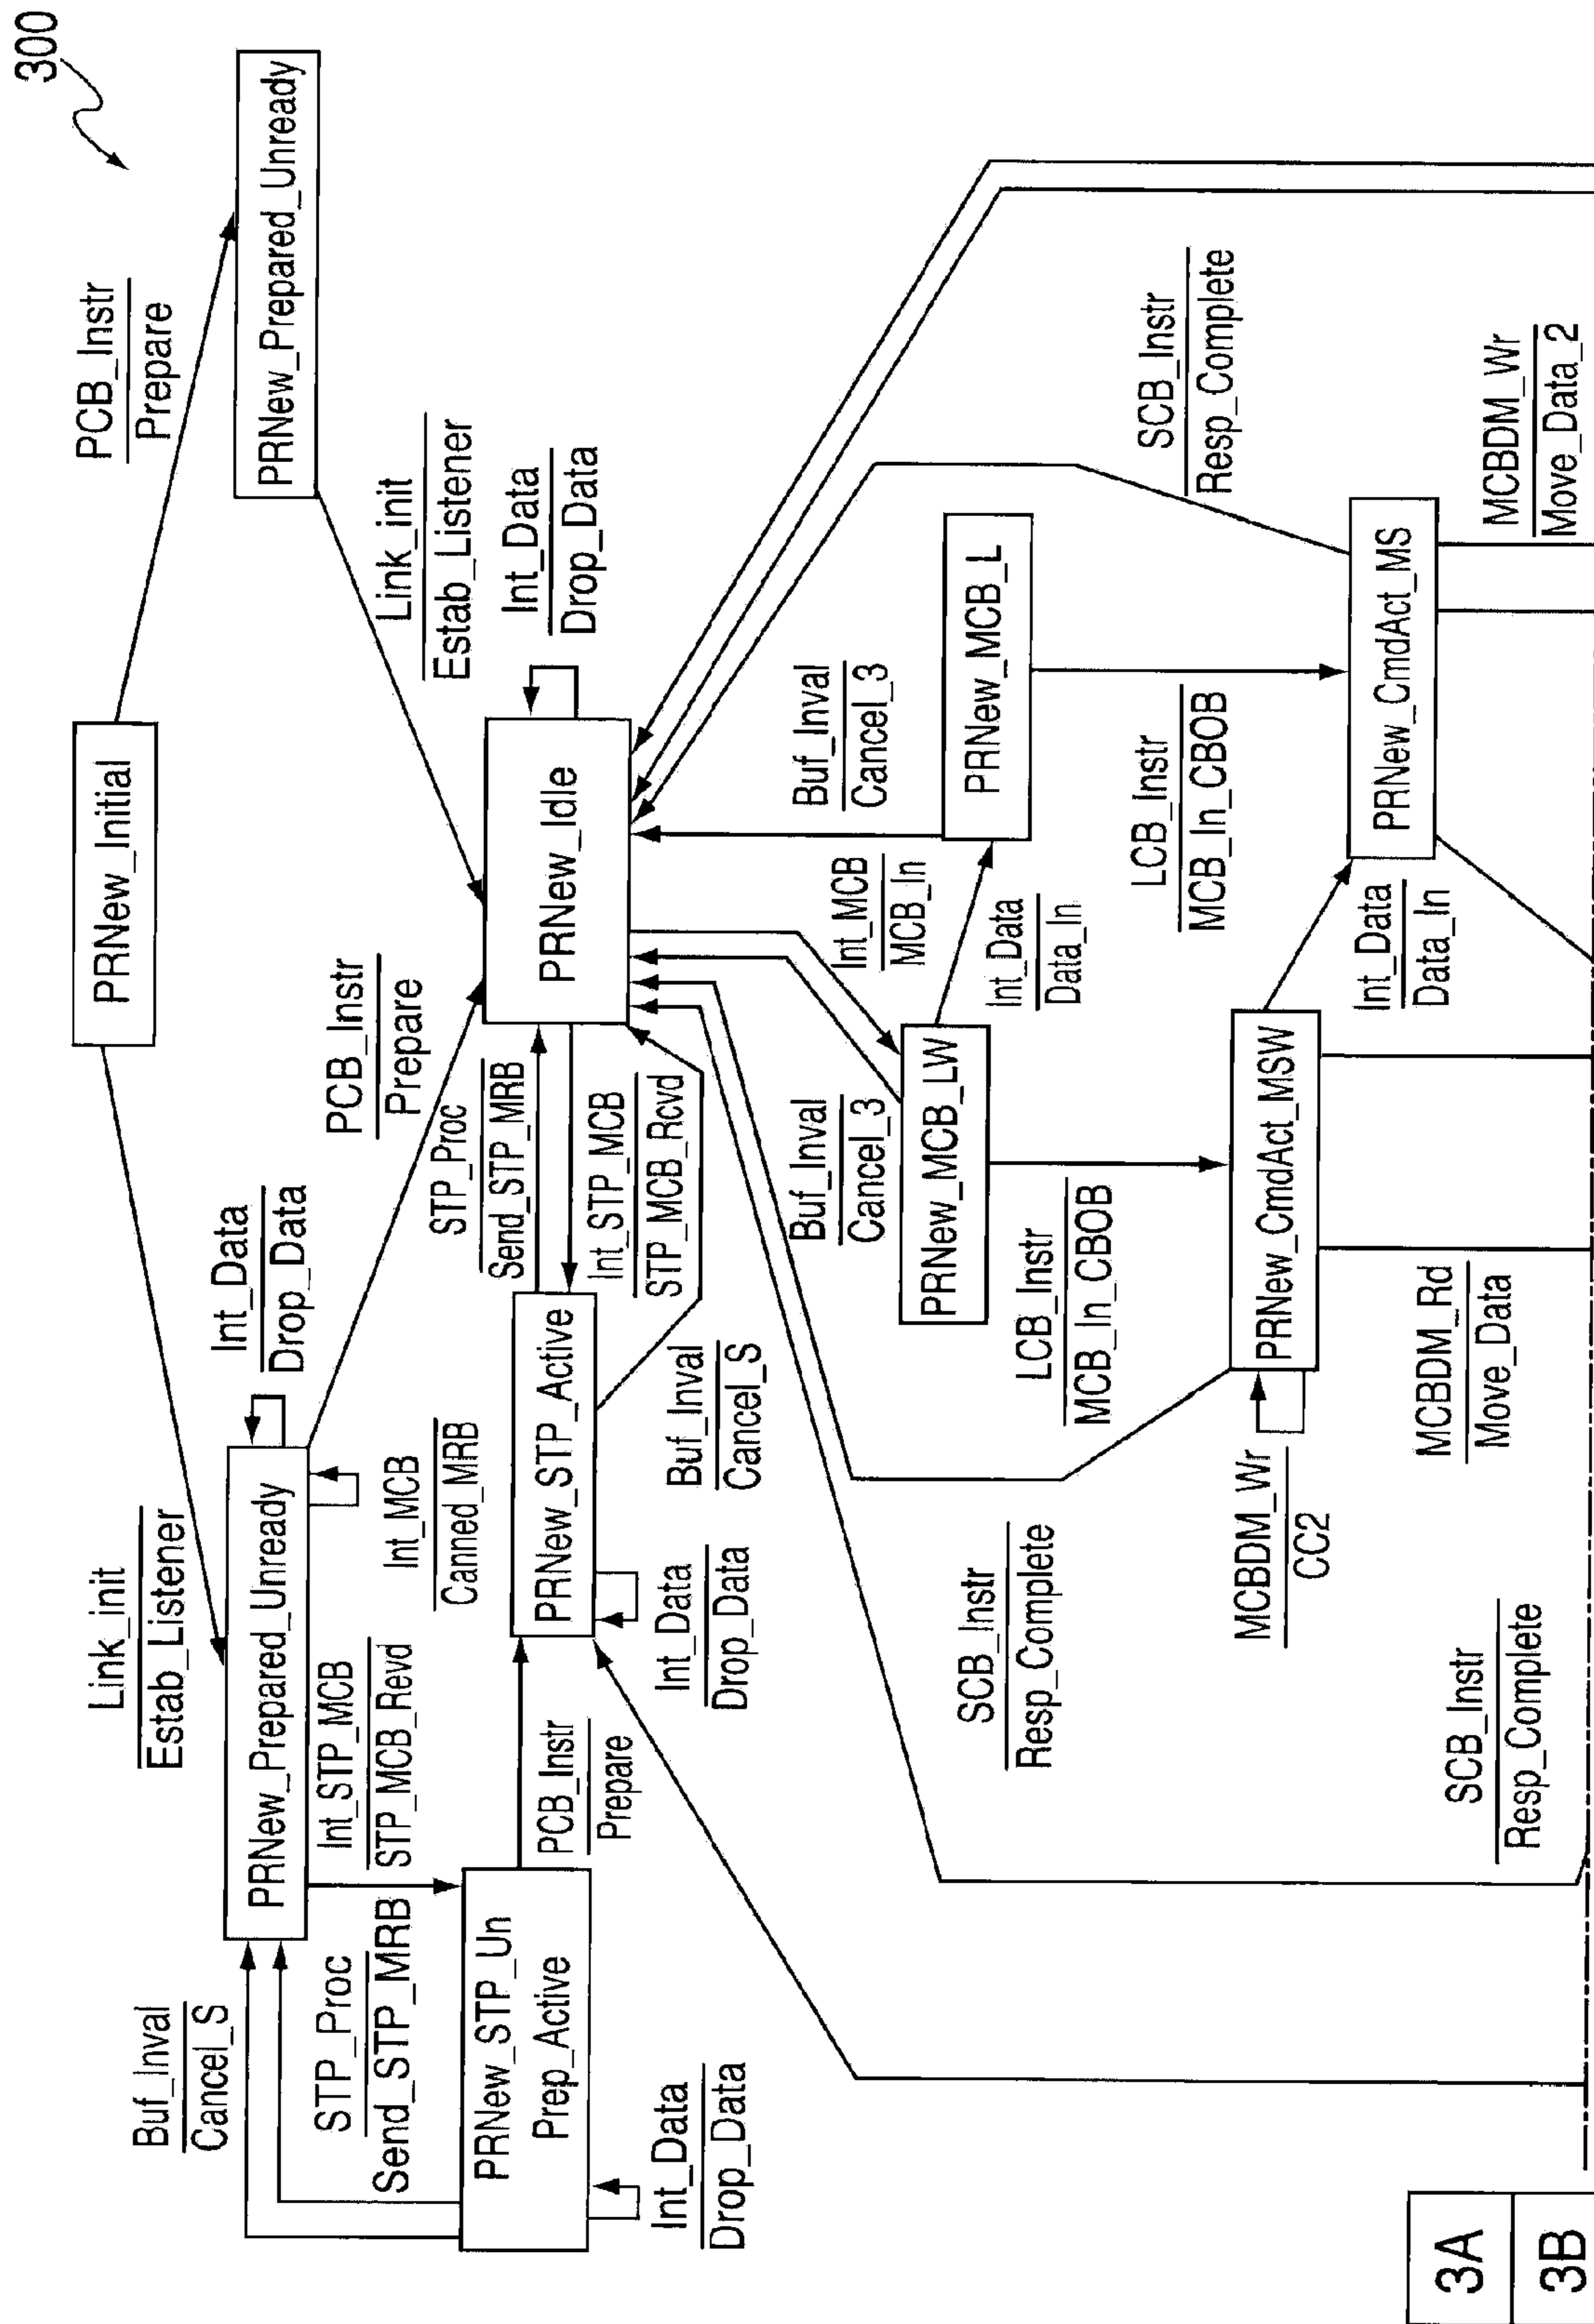 300
PRNew_Initial
PCB_Instr
Prepare
PRNew_Prepared_Unready
Link_init
Estab_Listener
Int_Data
Drop_Data
PRNew_Prepared_Unready
PCB_Instr
Prepare
Link_init
Estab_Listener
Int_Data
Drop_Data
PRNew_Idle
Buf_Inval
Cancel_S
STP_Proc
Send_STP_MRB
Int_STP_MCB
STP_MCB_Revd
Int_MCB
Canned_MRB
STP_Proc
Send_STP_MRB
Int_STP_MCB
STP_MCB_Rcvd
PRNew_STP_Un
Prep_Active
Int_Data
Drop_Data
PCB_Instr
Prepare
PRNew_STP_Active
Int_Data
Drop_Data
Buf_Inval
Cancel_S
Buf_Inval
Cancel_3
Int_MCB
MCB_In
Buf_Inval
Cancel_3
PRNew_MCB_LW
Int_Data
Data_In
PRNew_MCB_L
SCB_Instr
Resp_Complete
LCB_Instr
MCB_In_CBOB
LCB_Instr
MCB_In_CBOB
SCB_Instr
Resp_Complete
PRNew_CmdAct_MSW
Int_Data
Data_In
PRNew_CmdAct_MS
MCBDM_Wr
CC2
MCBDM_Rd
Move_Data
MCBDM_Wr
Move_Data_2
SCB_Instr
Resp_Complete
3A
3B